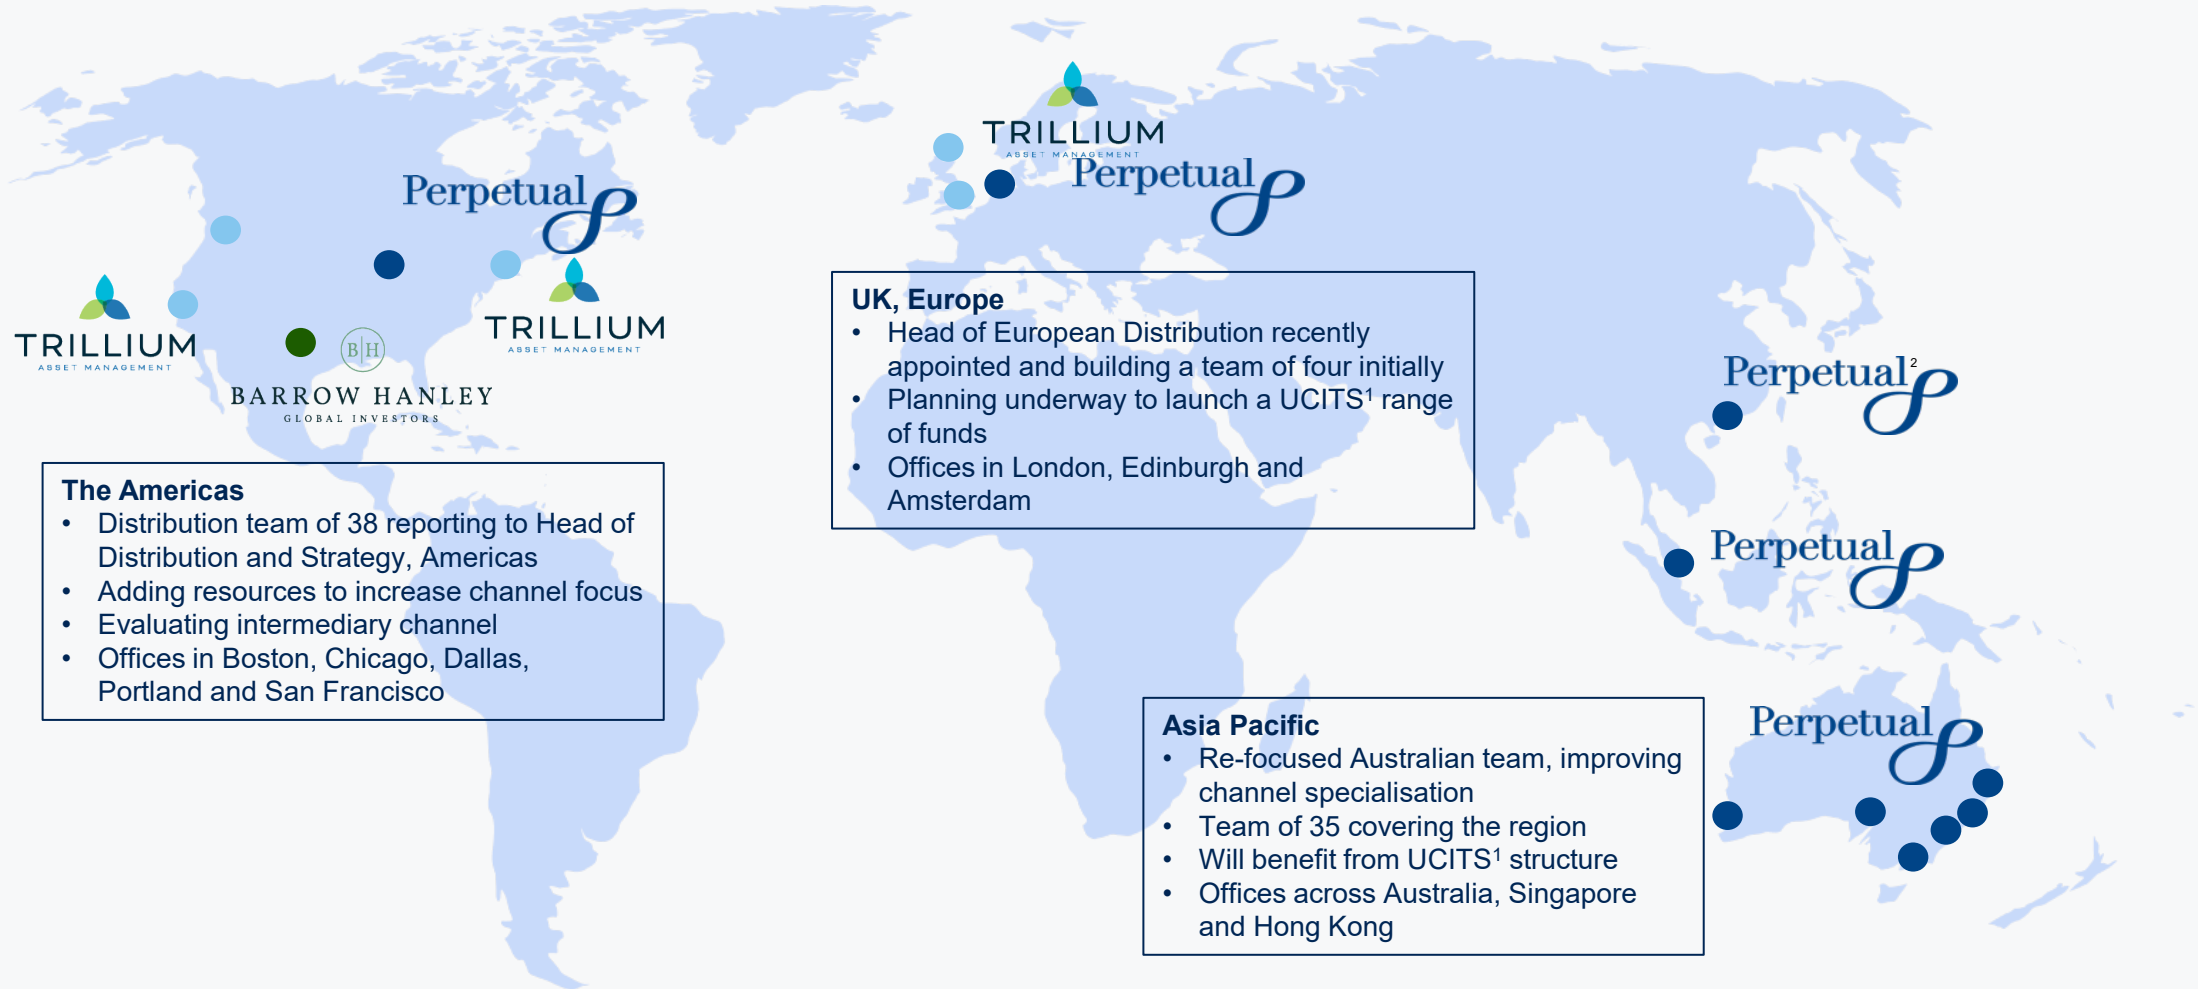 TRILLIUM
ASSET MANAGEMENT
Perpetual
Perpetual
TRILLIUM
ASSET MANAGEMENT
TRILLIUM
ASSET MANAGEMENT
B|H
BARROW HANLEY
GLOBAL INVESTORS
The Americas
• Distribution team of 38 reporting to Head of
Distribution and Strategy, Americas
• Adding resources to increase channel focus
• Evaluating intermediary channel
• Offices in Boston, Chicago, Dallas,
Portland and San Francisco
UK, Europe
• Head of European Distribution recently
appointed and building a team of four initially
• Planning underway to launch a UCITS¹ range
of funds
• Offices in London, Edinburgh and
Amsterdam
Perpetual²
Perpetual
Perpetual
Asia Pacific
• Re-focused Australian team, improving
channel specialisation
• Team of 35 covering the region
• Will benefit from UCITS¹ structure
• Offices across Australia, Singapore
and Hong Kong